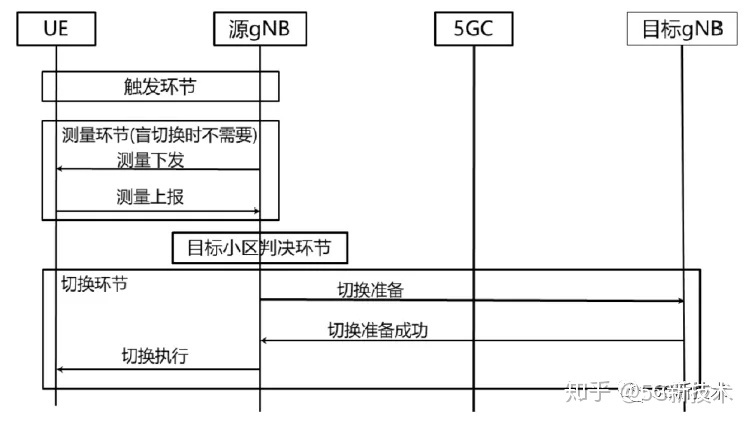 UE
源gNB
5GC
目标gNB
触发环节
测量环节(盲切换时不需要)
测量下发
测量上报
目标小区判决环节
切换环节
切换准备
切换准备成功
切换执行
知乎 @5G新技术